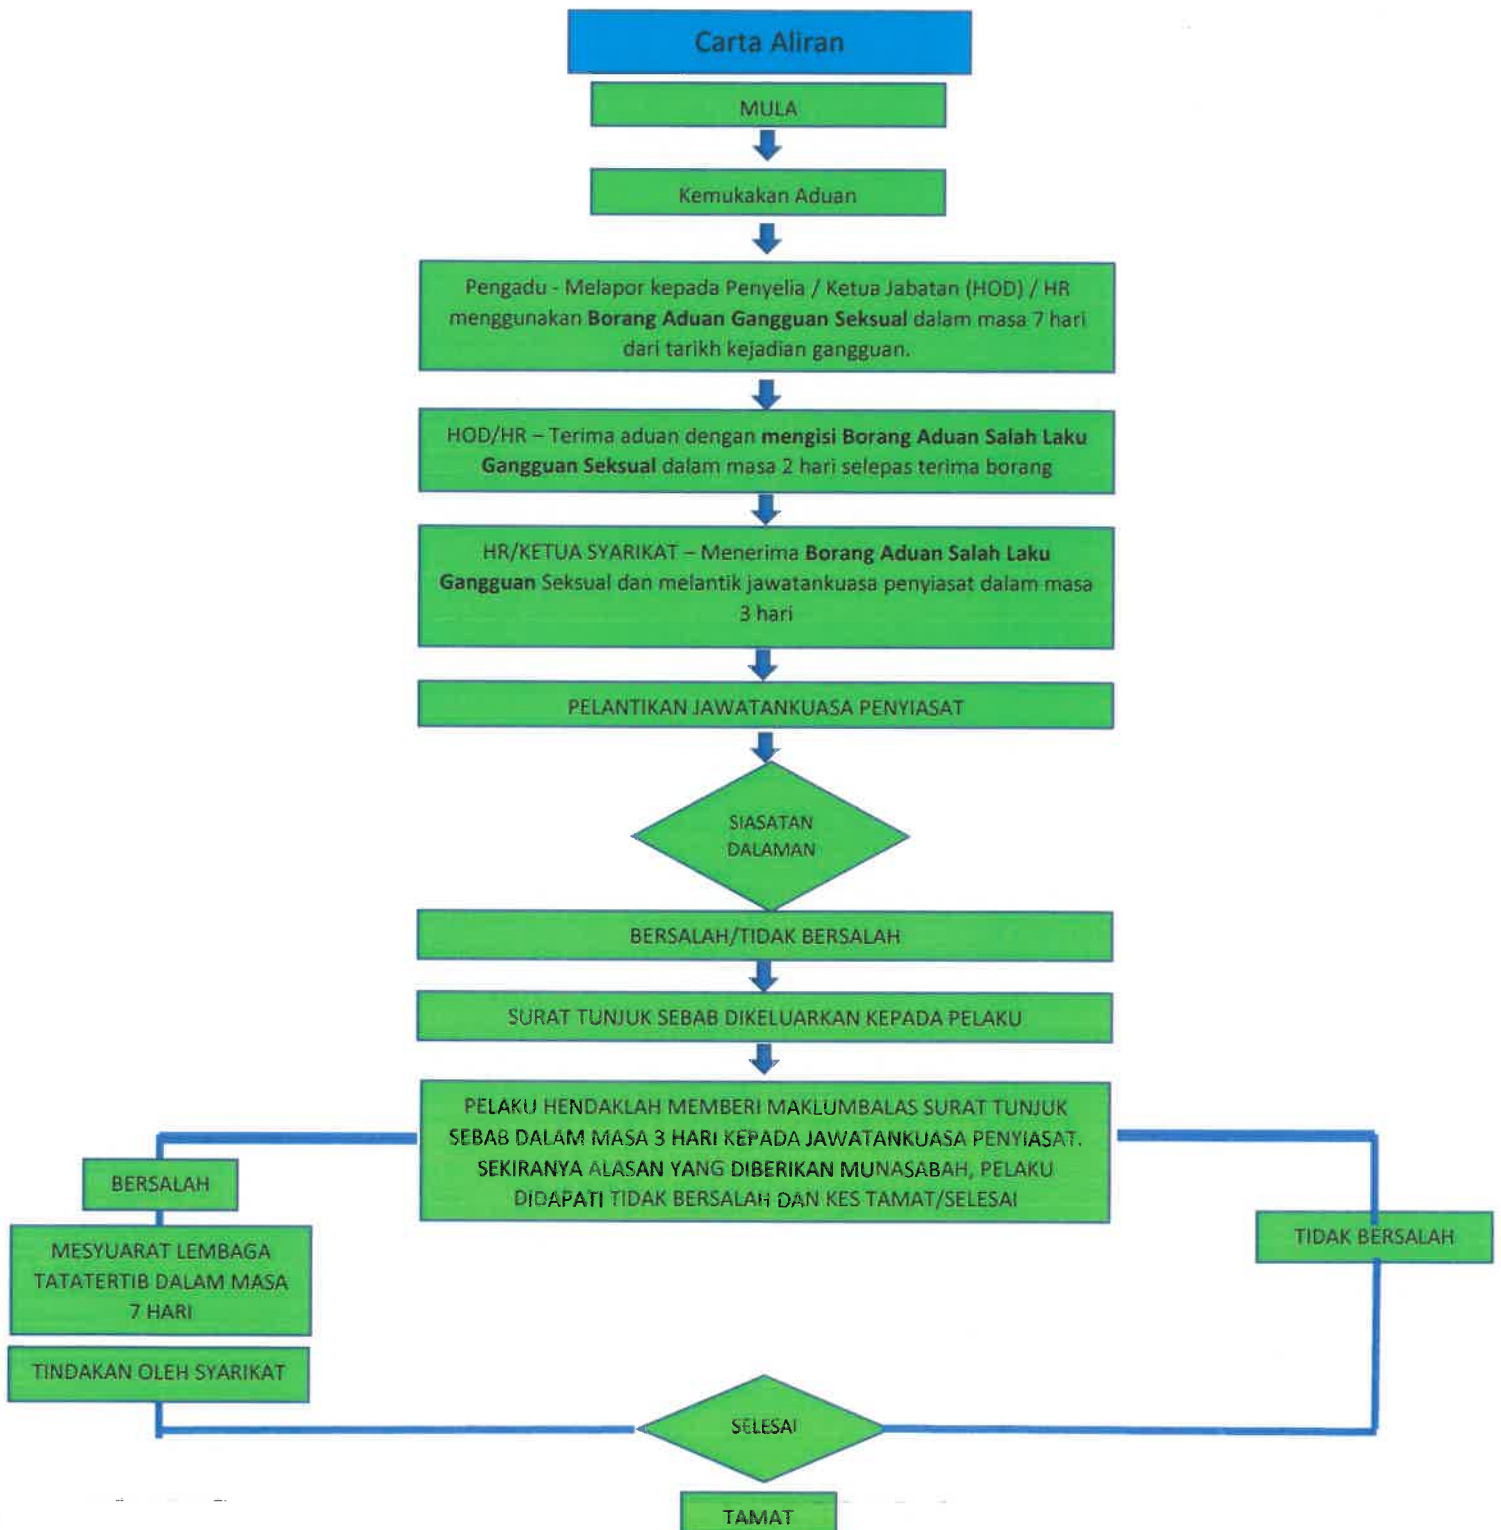 Carta Aliran
MULA
Kemukakan Aduan
Pengadu - Melapor kepada Penyelia / Ketua Jabatan (HOD) / HR
menggunakan Borang Aduan Gangguan Seksual dalam masa 7 hari
dari tarikh kejadian gangguan.
HOD/HR – Terima aduan dengan mengisi Borang Aduan Salah Laku
Gangguan Seksual dalam masa 2 hari selepas terima borang
HR/KETUA SYARIKAT – Menerima Borang Aduan Salah Laku
Gangguan Seksual dan melantik jawatankuasa penyiasat dalam masa
3 hari
PELANTIKAN JAWATANKUASA PENYIASAT
SIASATAN
DALAMAN
BERSALAH/TIDAK BERSALAH
SURAT TUNJUK SEBAB DIKELUARKAN KEPADA PELAKU
PELAKU HENDAKLAH MEMBERI MAKLUMBALAS SURAT TUNJUK
SEBAB DALAM MASA 3 HARI KEPADA JAWATANKUASA PENYIASAT.
SEKIRANYA ALASAN YANG DIBERIKAN MUNASABAH, PELAKU
DIDAPATI TIDAK BERSALAH DAN KES TAMAT/SELESAI
BERSALAH
MESYUARAT LEMBAGA
TATATERTIB DALAM MASA
7 HARI
TINDAKAN OLEH SYARIKAT
TIDAK BERSALAH
SELESAI
TAMAT